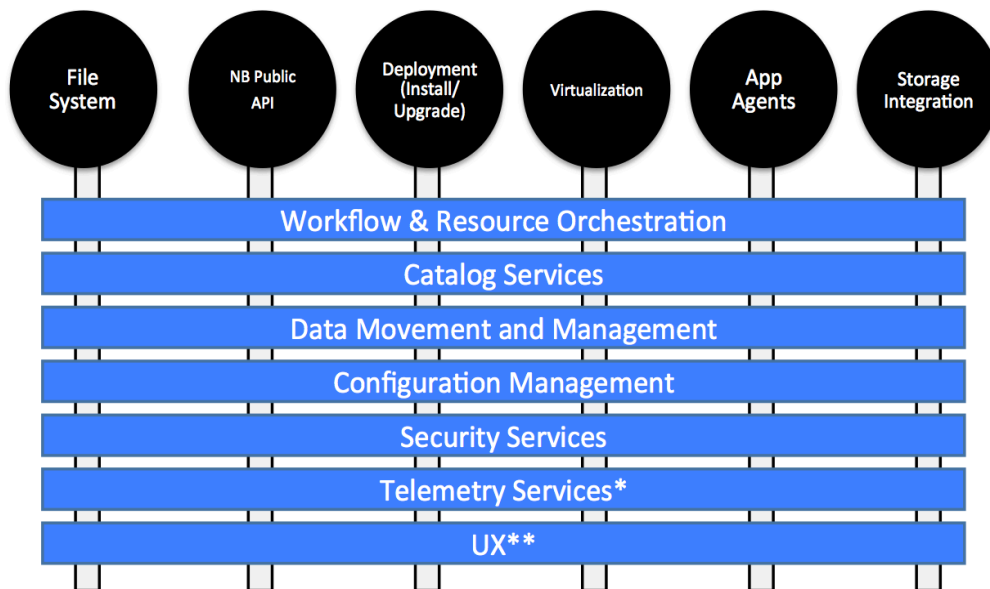 File
System
NB Public
API
Deployment
(Install/
Upgrade)
Virtualization
App
Agents
Storage
Integration
Workflow & Resource Orchestration
Catalog Services
Data Movement and Management
Configuration Management
Security Services
Telemetry Services*
UX**